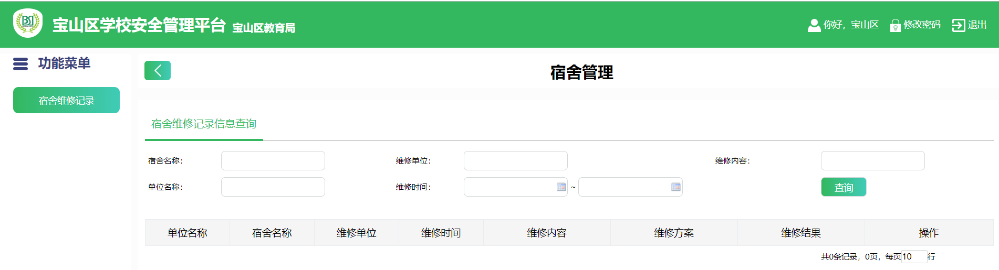 宝山区学校安全管理平台 宝山区教育局
你好，宝山区 修改密码 退出
功能菜单
宿舍管理
宿舍维修记录
宿舍维修记录信息查询
宿舍名称： 维修单位： 维修内容：
单位名称： 维修时间： ~ 查询
单位名称 宿舍名称 维修单位 维修时间 维修内容 维修方案 维修结果 操作
共0条记录，0页，每页10行